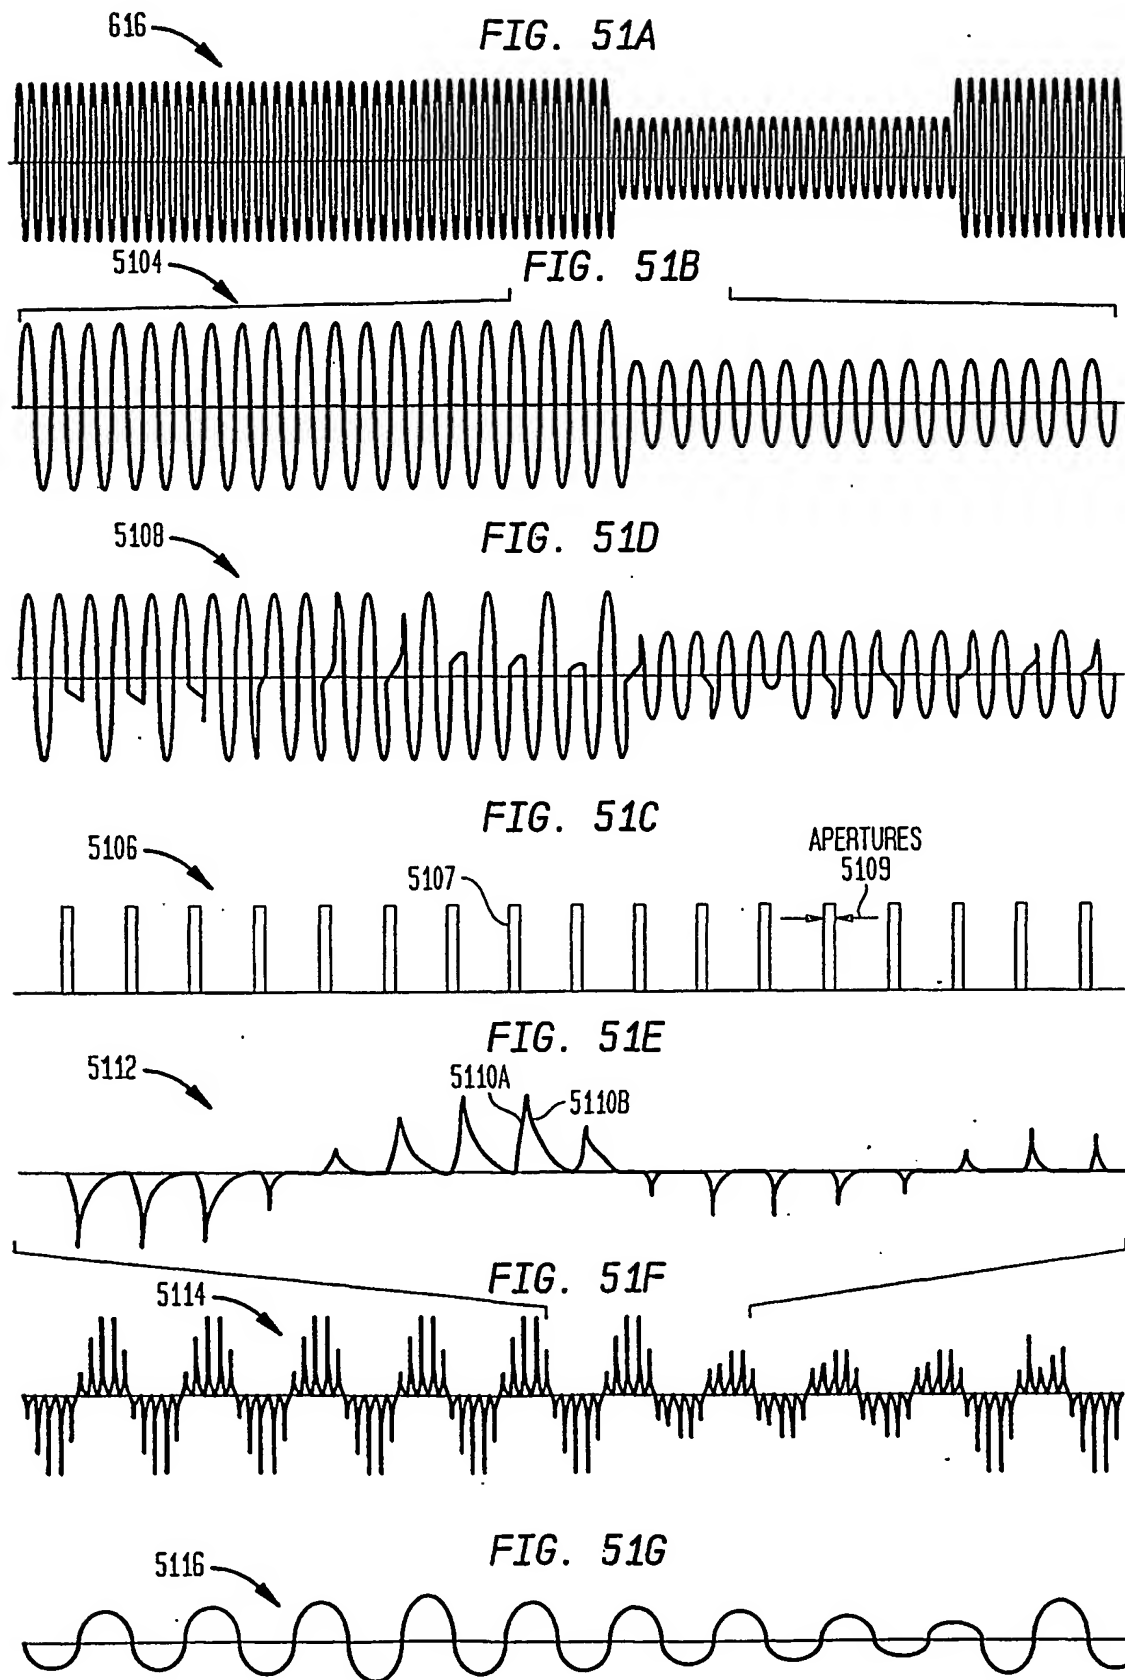 616
FIG. 51A
5104
FIG. 51B
5108
FIG. 51D
FIG. 51C
5106
5107
APERTURES
5109
FIG. 51E
5112
5110A
5110B
FIG. 51F
5114
FIG. 51G
5116